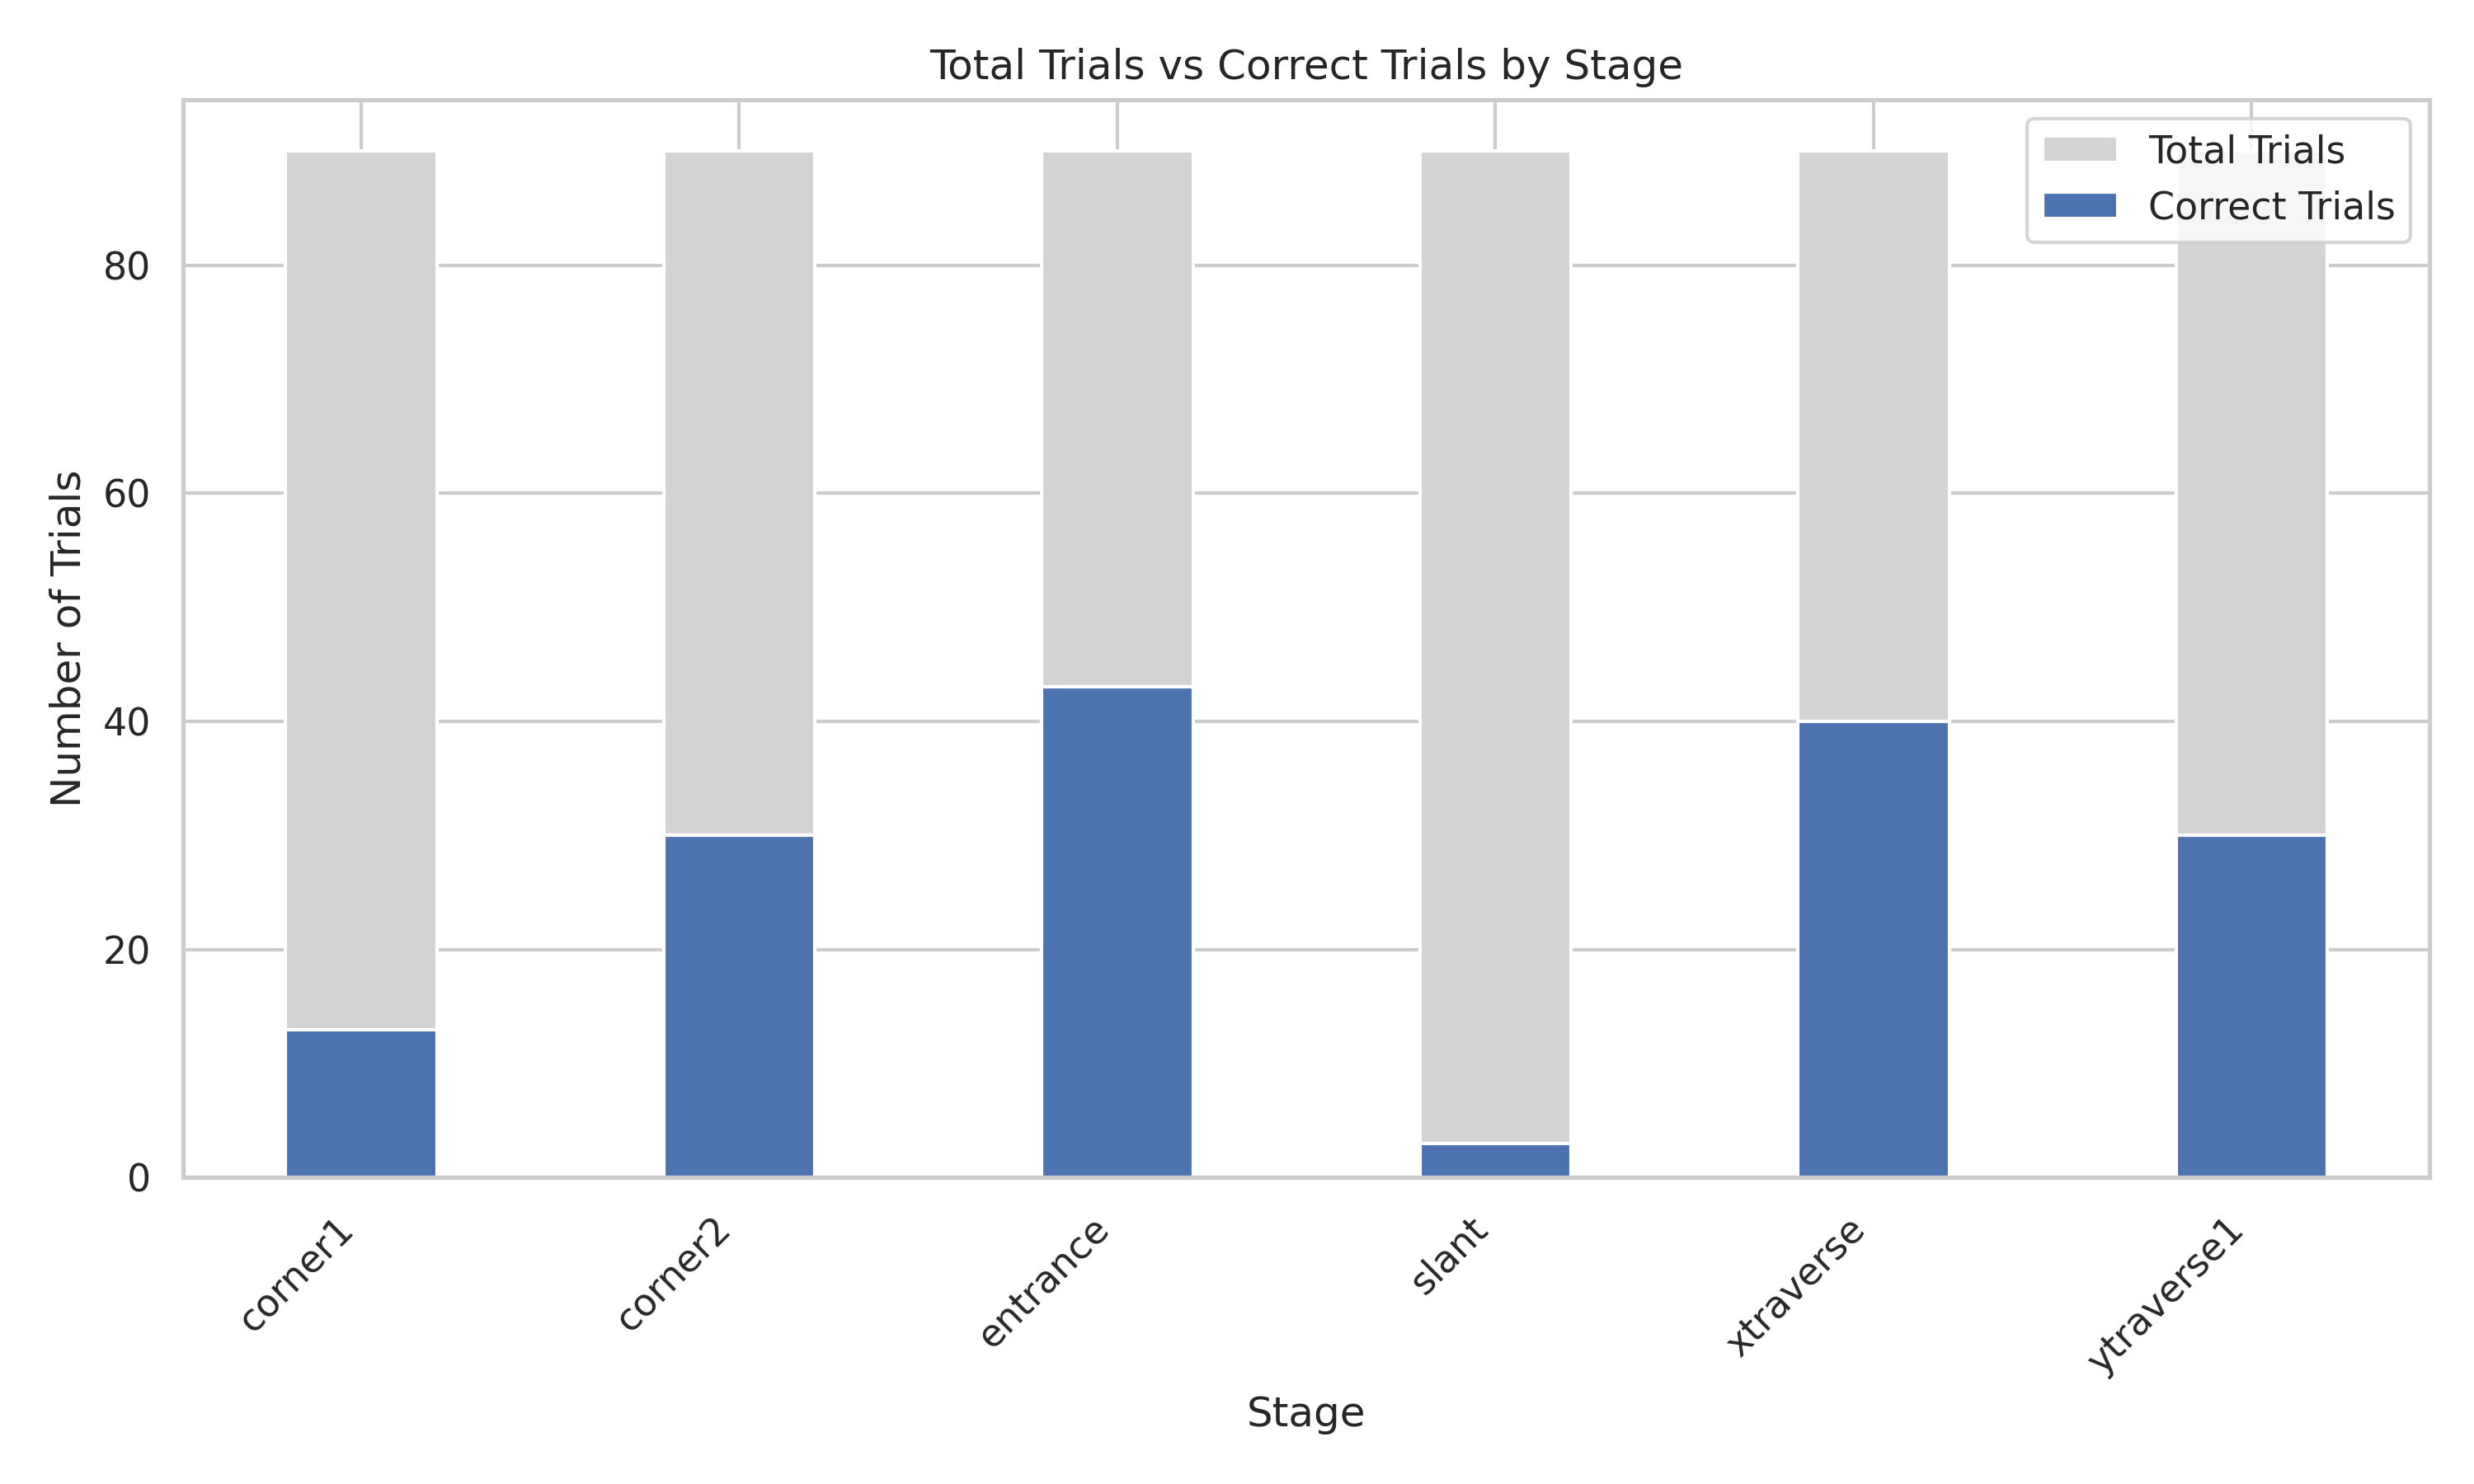 Total Trials vs Correct Trials by Stage
Total Trials
Correct Trials
Number of Trials
80
60
40
20
0
corner1
corner2
entrance
slant
xtraverse
ytraverse1
Stage